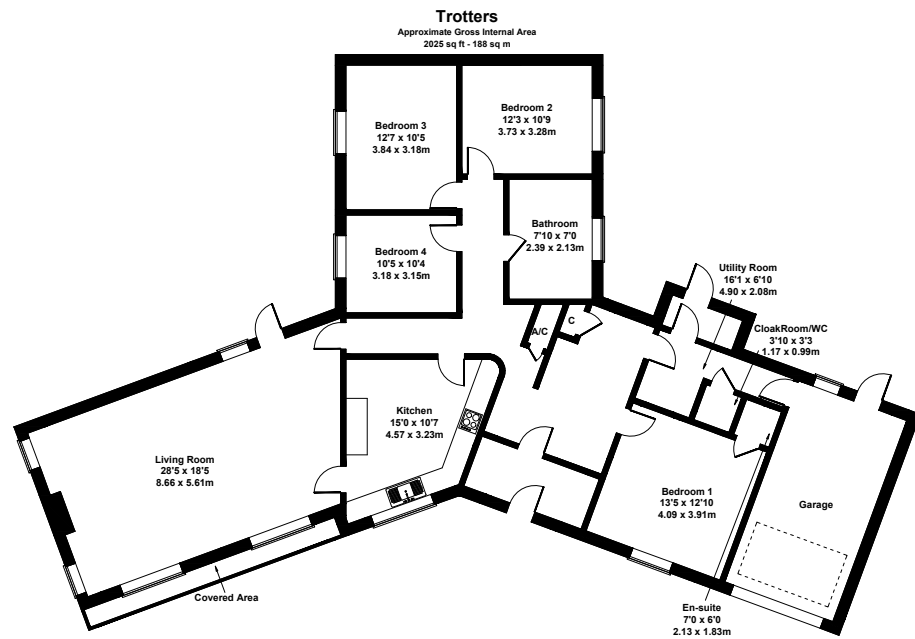 Trotters
Approximate Gross Internal Area
2025 sq ft - 188 sq m
Bedroom 3
12'7 x 10'5
3.84 x 3.18m
Bedroom 2
12'3 x 10'9
3.73 x 3.28m
Bathroom
7'10 x 7'0
2.39 x 2.13m
Bedroom 4
10'5 x 10'4
3.18 x 3.15m
Utility Room
16'1 x 6'10
4.90 x 2.08m
A/C
C
CloakRoom/WC
3'10 x 3'3
1.17 x 0.99m
Kitchen
15'0 x 10'7
4.57 x 3.23m
Living Room
28'5 x 18'5
8.66 x 5.61m
Bedroom 1
13'5 x 12'10
4.09 x 3.91m
Garage
Covered Area
En-suite
7'0 x 6'0
2.13 x 1.83m